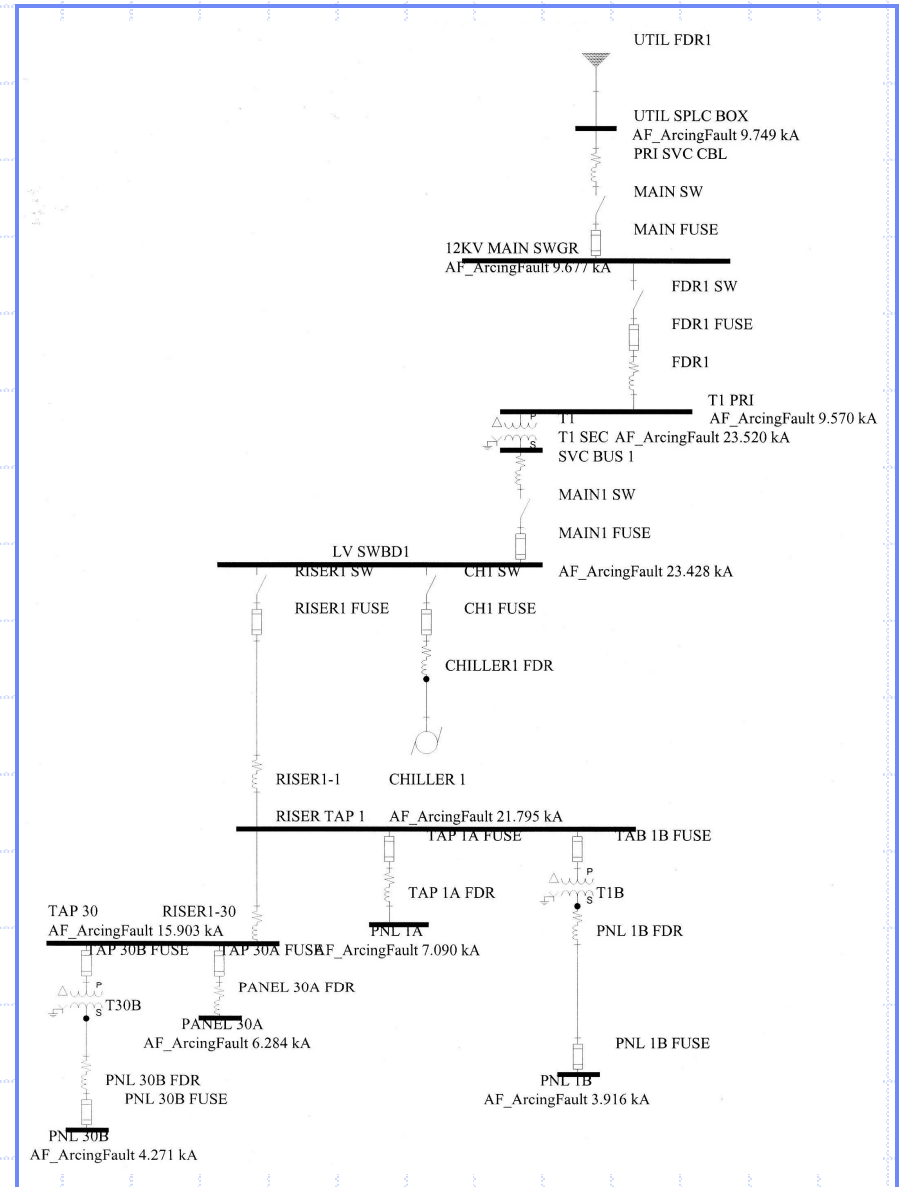 UTIL FDR1
UTIL SPLC BOX
AF_ArcingFault 9.749 kA
PRI SVC CBL
MAIN SW
MAIN FUSE
12KV MAIN SWGR
AF_ArcingFault 9.677 kA
FDR1 SW
FDR1 FUSE
FDR1
T1 PRI
AF_ArcingFault 9.570 kA
P
T1
S
T1 SEC AF_ArcingFault 23.520 kA
SVC BUS 1
MAIN1 SW
MAIN1 FUSE
LV SWBD1
AF_ArcingFault 23.428 kA
RISER1 SW
CH1 SW
RISER1 FUSE
CH1 FUSE
CHILLER1 FDR
RISER1-1
CHILLER 1
RISER TAP 1
AF_ArcingFault 21.795 kA
TAP 1A FUSE
TAB 1B FUSE
P
TAP 1A FDR
T1B
S
TAP 30
RISER1-30
AF_ArcingFault 15.903 kA
PNL 1A
PNL 1B FDR
TAP 30B FUSE
TAP 30A FUSE
AF_ArcingFault 7.090 kA
P
PANEL 30A FDR
T30B
S
PANEL 30A
AF_ArcingFault 6.284 kA
PNL 1B FUSE
PNL 30B FDR
PNL 1B
PNL 30B FUSE
AF_ArcingFault 3.916 kA
PNL 30B
AF_ArcingFault 4.271 kA